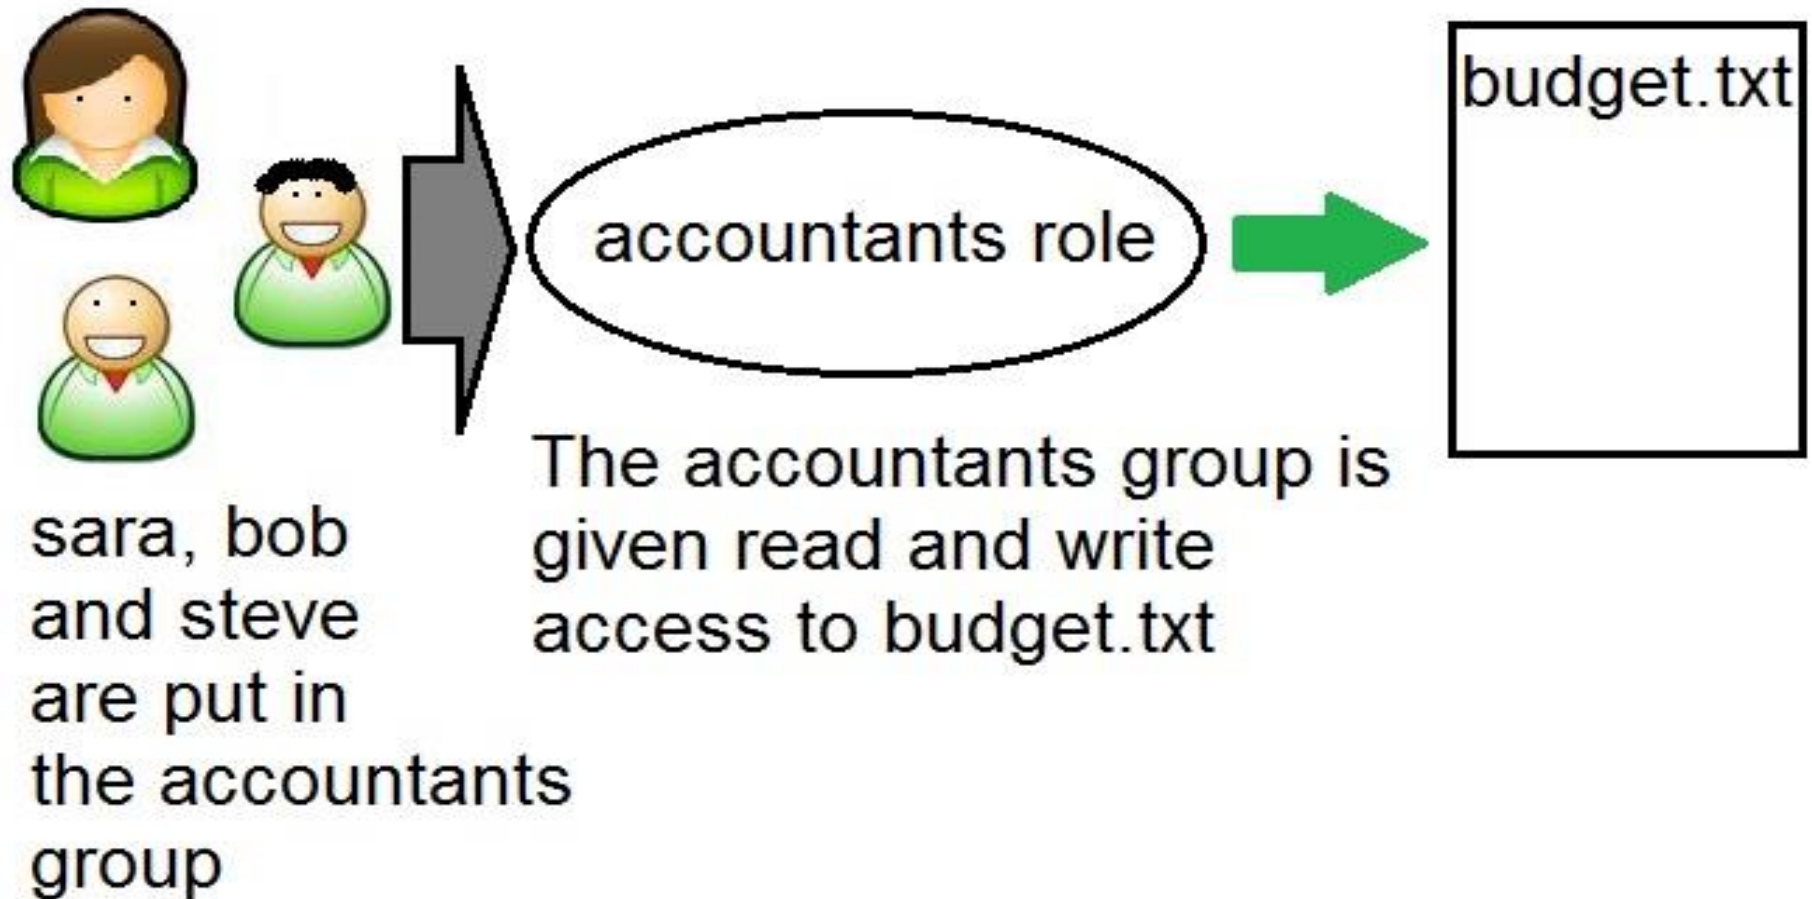 budget.txt
accountants role
The accountants group is
given read and write
access to budget.txt
sara, bob
and steve
are put in
the accountants
group